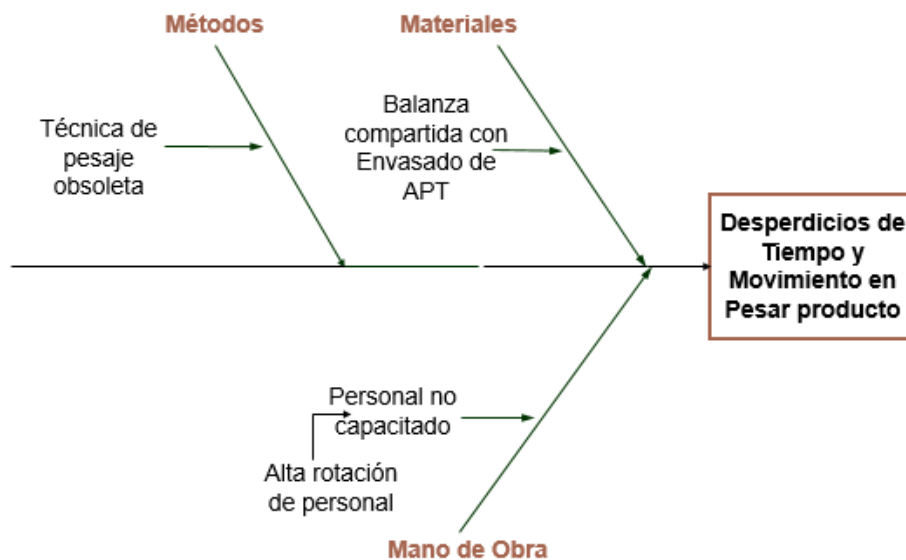 Métodos
Materiales
Técnica de
pesaje
obsoleta
Balanza
compartida con
Envasado de
APT
Desperdicios de
Tiempo y
Movimiento en
Pesar producto
Personal no
capacitado
Alta rotación
de personal
Mano de Obra